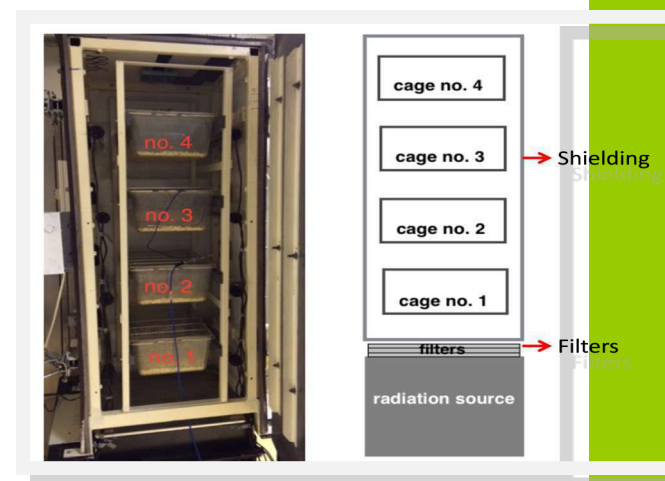 no. 4
no. 3
no. 2
no. 1
cage no. 4
cage no. 3
cage no. 2
cage no. 1
filters
radiation source
Shielding
Filters